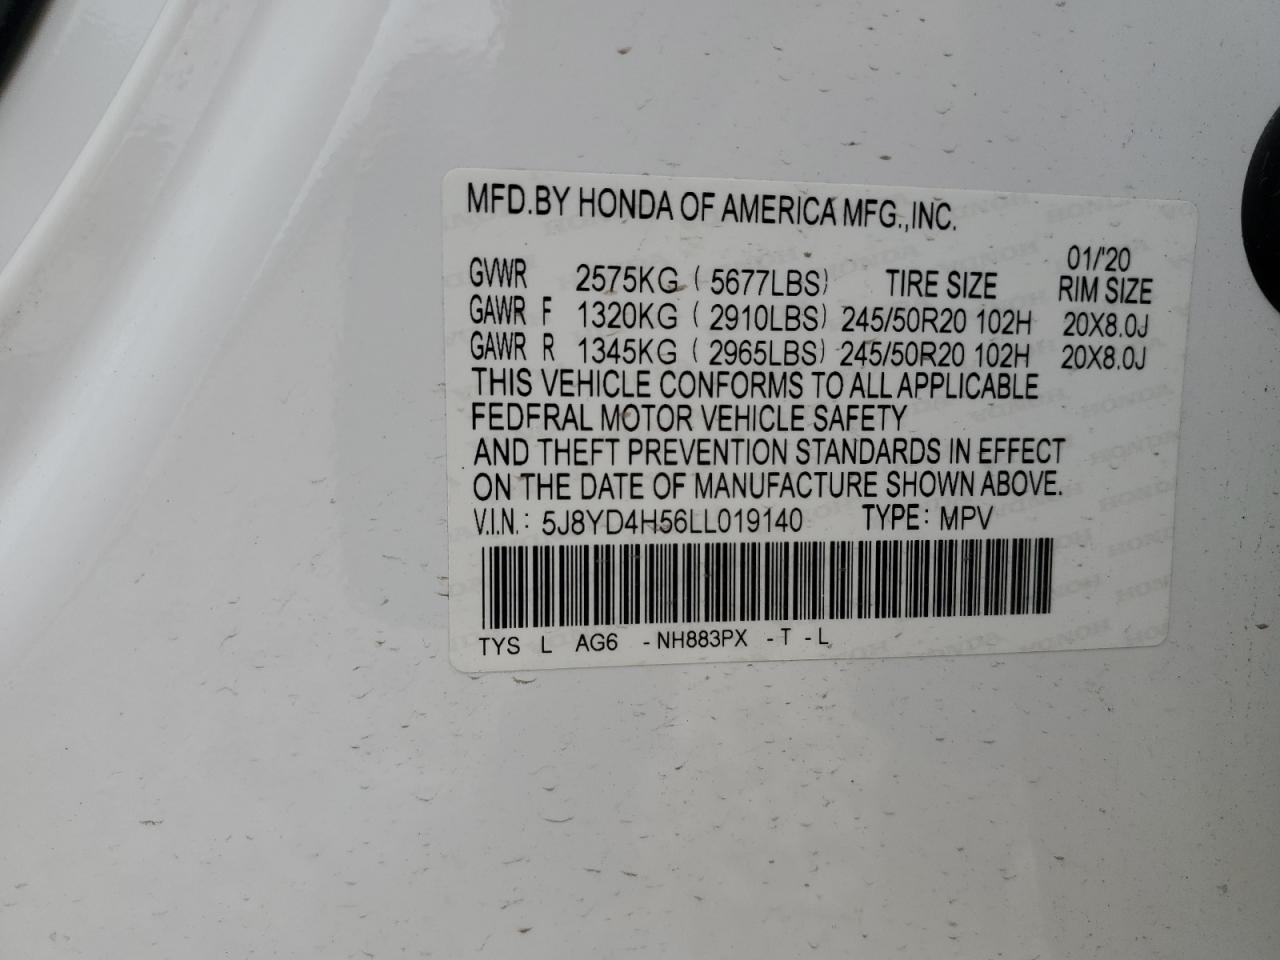 MFD.BY HONDA OF AMERICA MFG.,INC.
01/'20
GVWR 2575KG ( 5677LBS) TIRE SIZE RIM SIZE
GAWR F 1320KG ( 2910LBS) 245/50R20 102H 20X8.0J
GAWR R 1345KG ( 2965LBS) 245/50R20 102H 20X8.0J
THIS VEHICLE CONFORMS TO ALL APPLICABLE
FEDFRAL MOTOR VEHICLE SAFETY
AND THEFT PREVENTION STANDARDS IN EFFECT
ON THE DATE OF MANUFACTURE SHOWN ABOVE.
V.I.N.: 5J8YD4H56LL019140 TYPE: MPV
TYS L AG6 -NH883PX -T -L